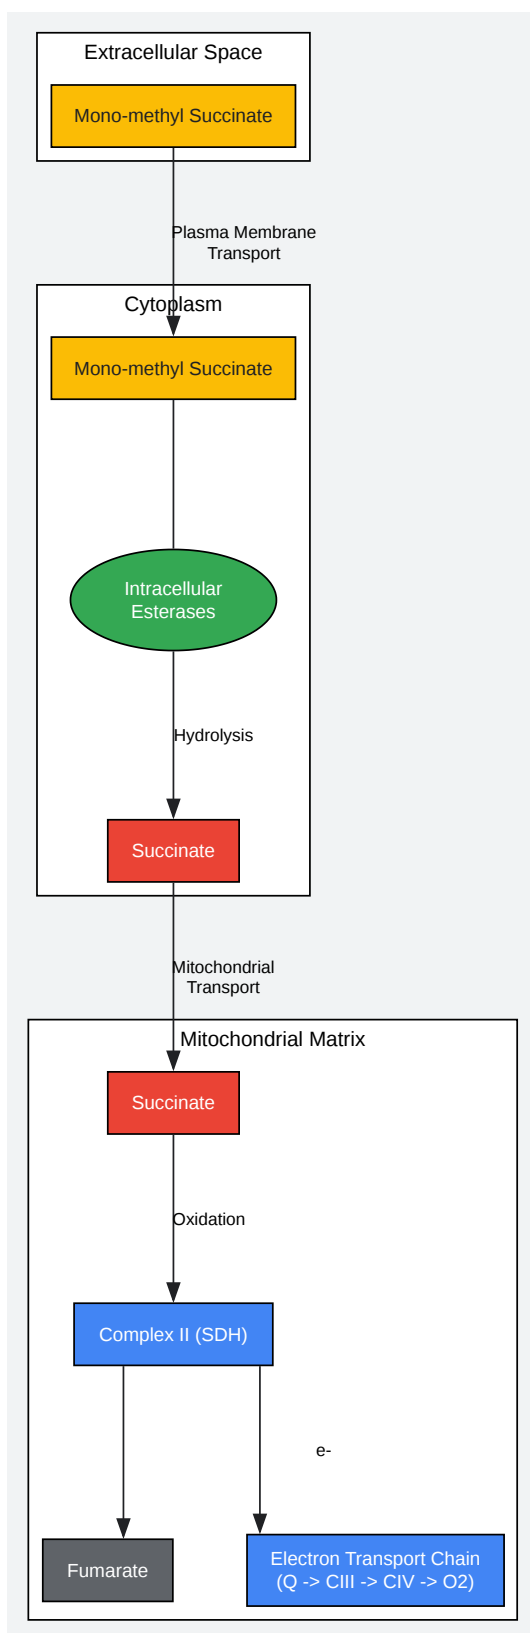 Extracellular Space
Mono-methyl Succinate
Plasma Membrane
Transport
Cytoplasm
Mono-methyl Succinate
Intracellular
Esterases
Hydrolysis
Succinate
Mitochondrial
Transport
Mitochondrial Matrix
Succinate
Oxidation
Complex II (SDH)
e-
Fumarate
Electron Transport Chain
(Q -> CIII -> CIV -> O2)